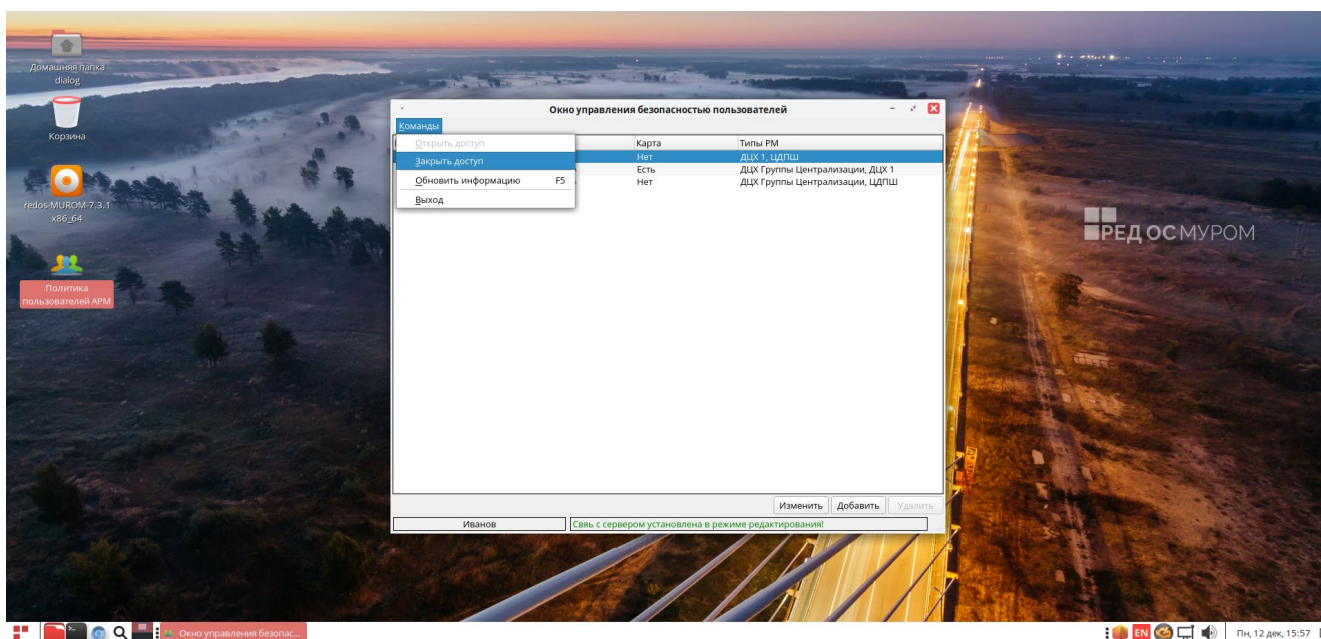 Домашняя папка
dialog
Корзина
redos-MUROM-7.3.1
x86_64
Политика
пользователей АРМ
Окно управления безопасностью пользователей
Команды
Открыть доступ
Закрыть доступ
Обновить информацию F5
Выход
Карта Типы РМ
Нет ДЦХ 1, ЦДПШ
Есть ДЦХ Группы Централизации, ДЦХ 1
Нет ДЦХ Группы Централизации, ЦДПШ
РЕД ОС МУРОМ
Изменить Добавить Удалить
Иванов Свяь с сервером установлена в режиме редактирования!
Окно управления безопас...
EN Пн, 12 дек, 15:57